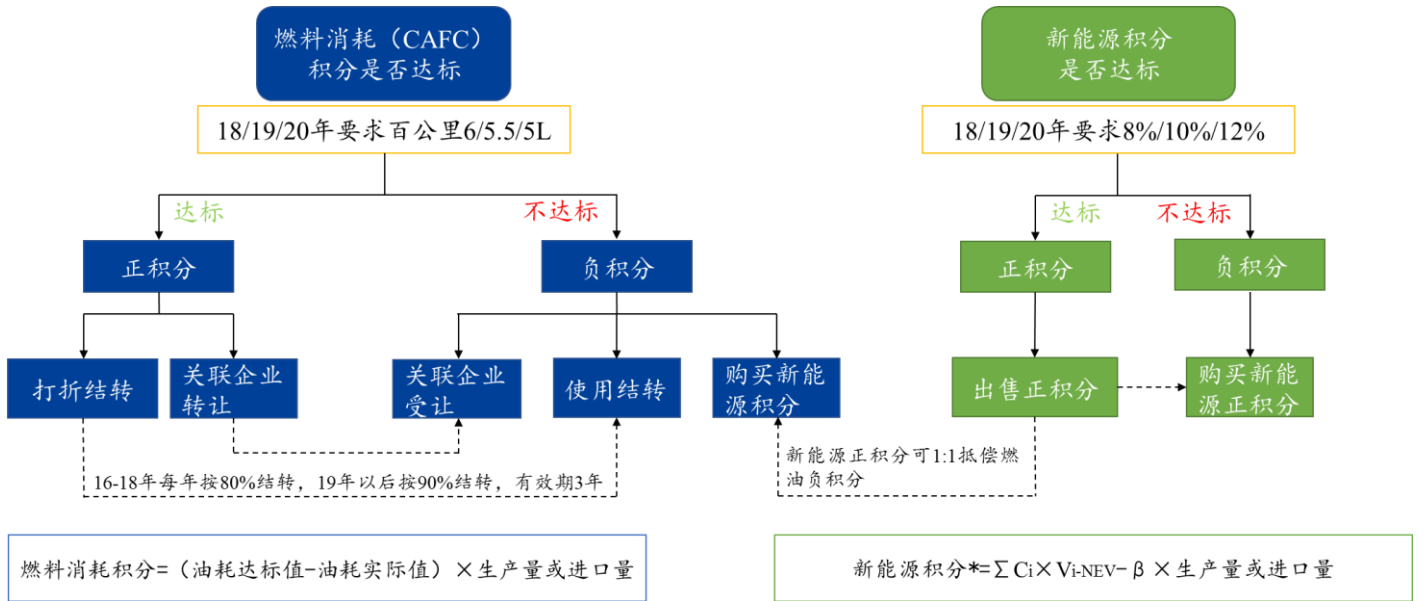 燃料消耗（CAFC）
积分是否达标
新能源积分
是否达标
18/19/20年要求百公里6/5.5/5L
18/19/20年要求8%/10%/12%
达标
不达标
达标
不达标
正积分
负积分
正积分
负积分
打折结转
关联企业
转让
关联企业
受让
使用结转
购买新能
源积分
出售正积分
购买新能
源正积分
新能源正积分可1:1抵偿燃
油负积分
16-18年每年按80%结转，19年以后按90%结转，有效期3年
燃料消耗积分=（油耗达标值-油耗实际值）×生产量或进口量
新能源积分*=∑Ci×Vi-NEV-β×生产量或进口量